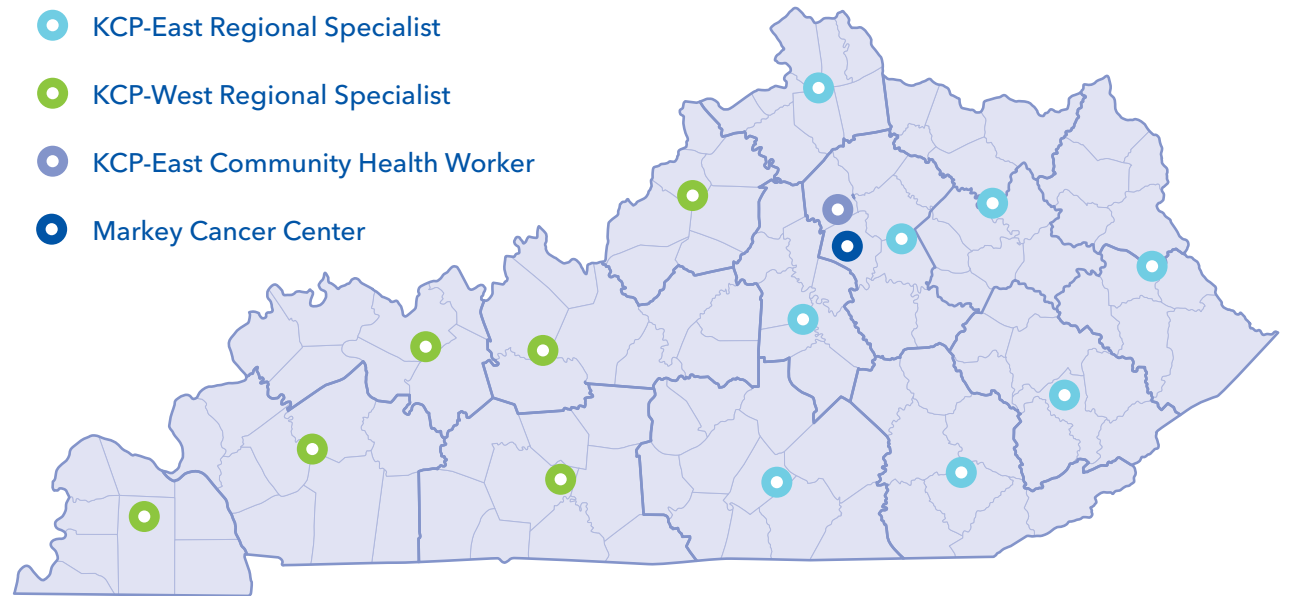 KCP-East Regional Specialist
KCP-West Regional Specialist
KCP-East Community Health Worker
Markey Cancer Center